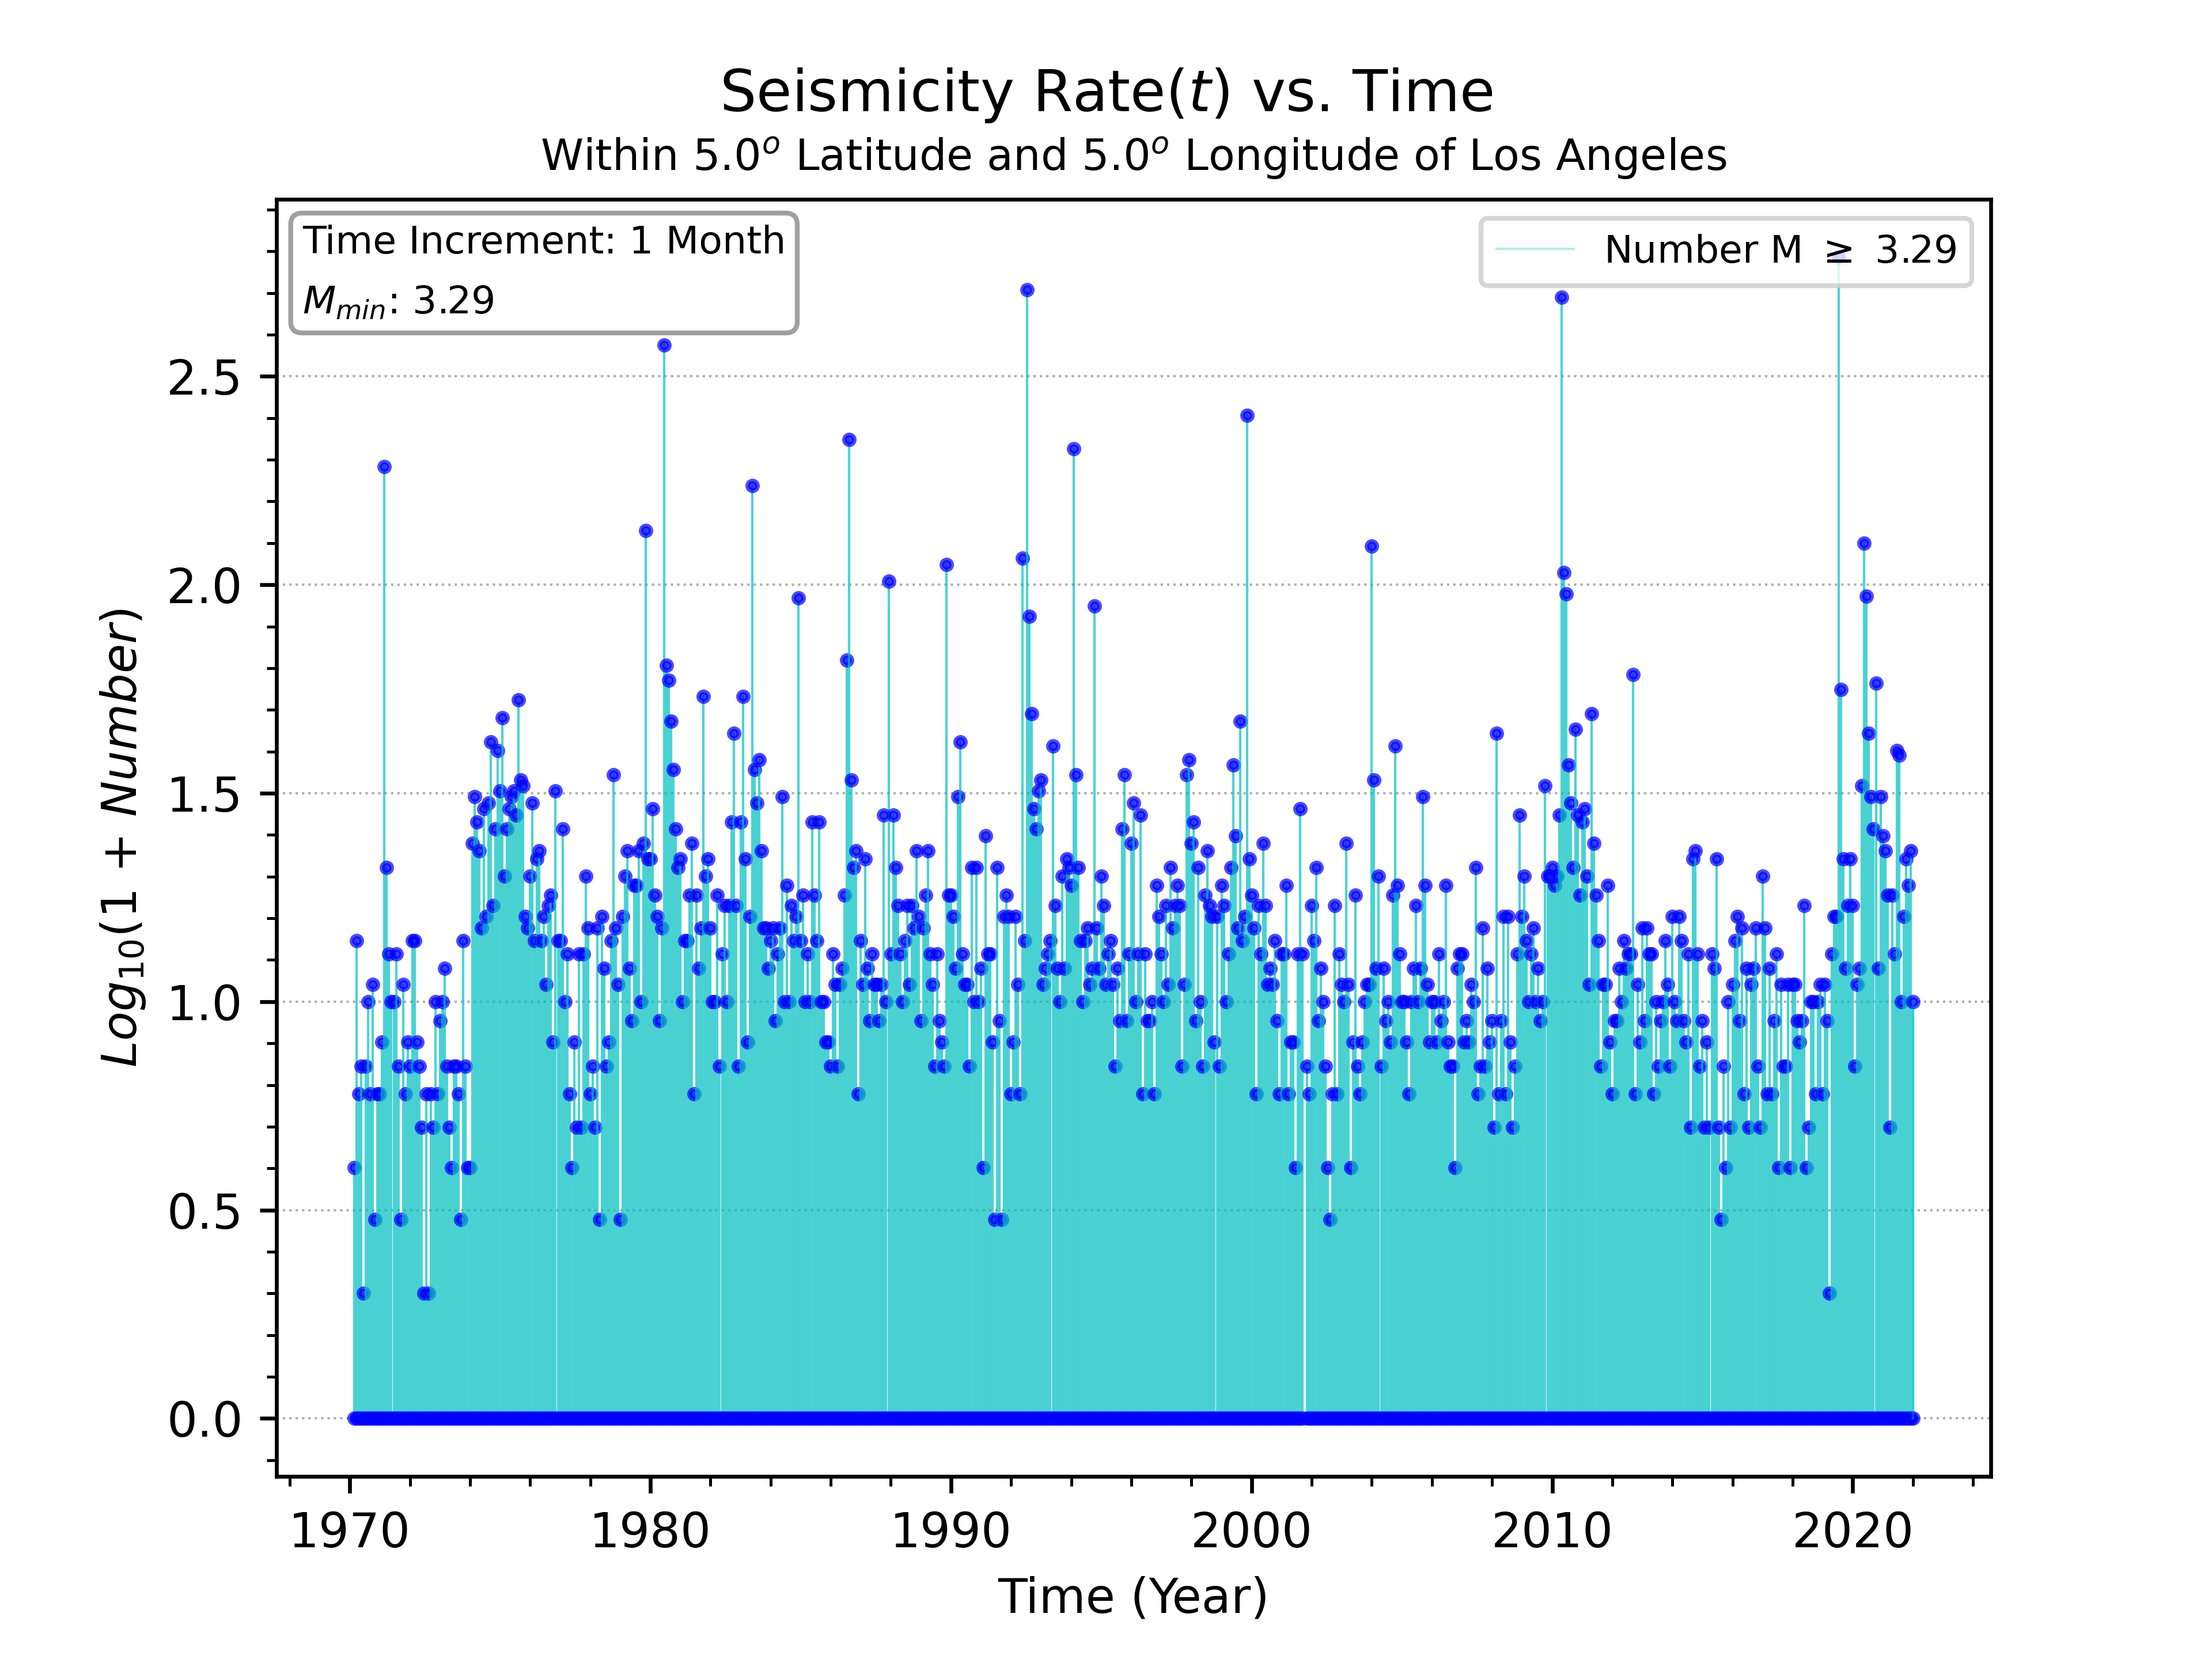 Seismicity Rate(t) vs. Time
Within 5.0° Latitude and 5.0° Longitude of Los Angeles
Time Increment: 1 Month
M_min: 3.29
Number M ≥ 3.29
2.5
2.0
1.5
1.0
0.5
0.0
Log₁₀(1 + Number)
1970 1980 1990 2000 2010 2020
Time (Year)